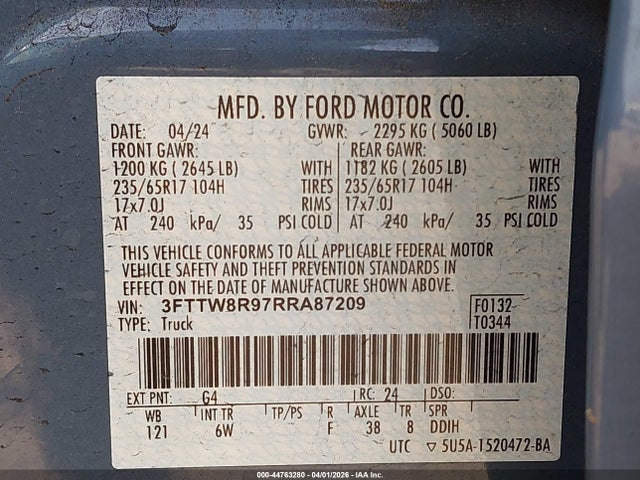 MFD. BY FORD MOTOR CO.
DATE: 04/24 GVWR: 2295 KG ( 5060 LB)
FRONT GAWR: REAR GAWR:
1200 KG ( 2645 LB) WITH 1182 KG ( 2605 LB) WITH
235/65R17 104H TIRES 235/65R17 104H TIRES
17x7.0J RIMS 17x7.0J RIMS
AT 240 kPa/ 35 PSI COLD AT 240 kPa/ 35 PSI COLD
THIS VEHICLE CONFORMS TO ALL APPLICABLE FEDERAL MOTOR
VEHICLE SAFETY AND THEFT PREVENTION STANDARDS IN
EFFECT ON THE DATE OF MANUFACTURE SHOWN ABOVE.
VIN: 3FTTW8R97RRA87209 F0132
TYPE: Truck T0344
EXT PNT: G4 RC: 24 DSO:
WB INT TR TP/PS R AXLE TR SPR
121 6W F 38 8 DDIH
UTC ▽ 5U5A-1520472-BA
000-44763280 - 04/01/2026 - IAA Inc.